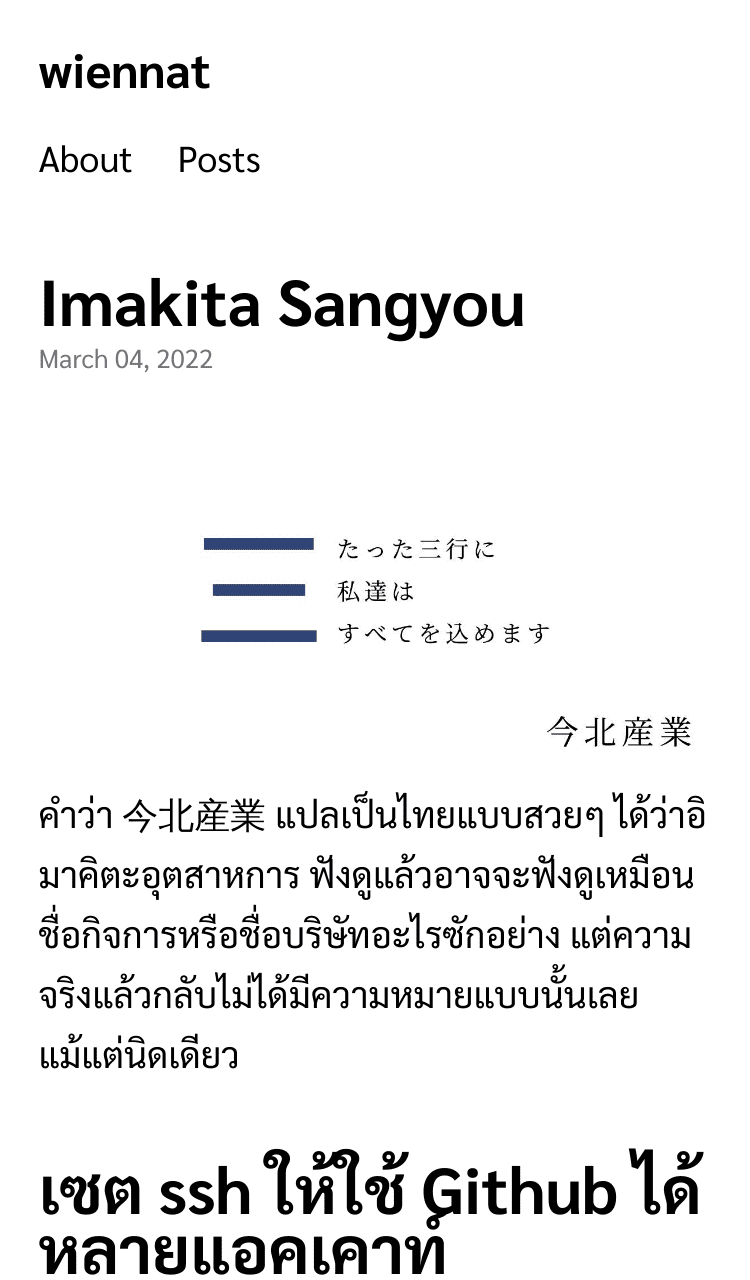 wiennat
About Posts
Imakita Sangyou
March 04, 2022
たった三行に
私達は
すべてを込めます
今北産業
คำว่า 今北産業 แปลเป็นไทยแบบสวยๆ ได้ว่าอิ
มาคิตะอุตสาหการ ฟังดูแล้วอาจจะฟังดูเหมือน
ชื่อกิจการหรือชื่อบริษัทอะไรซักอย่าง แต่ความ
จริงแล้วกลับไม่ได้มีความหมายแบบนั้นเลย
แม้แต่นิดเดียว
เซต ssh ให้ใช้ Github ได้
หลายแอคเคาท์